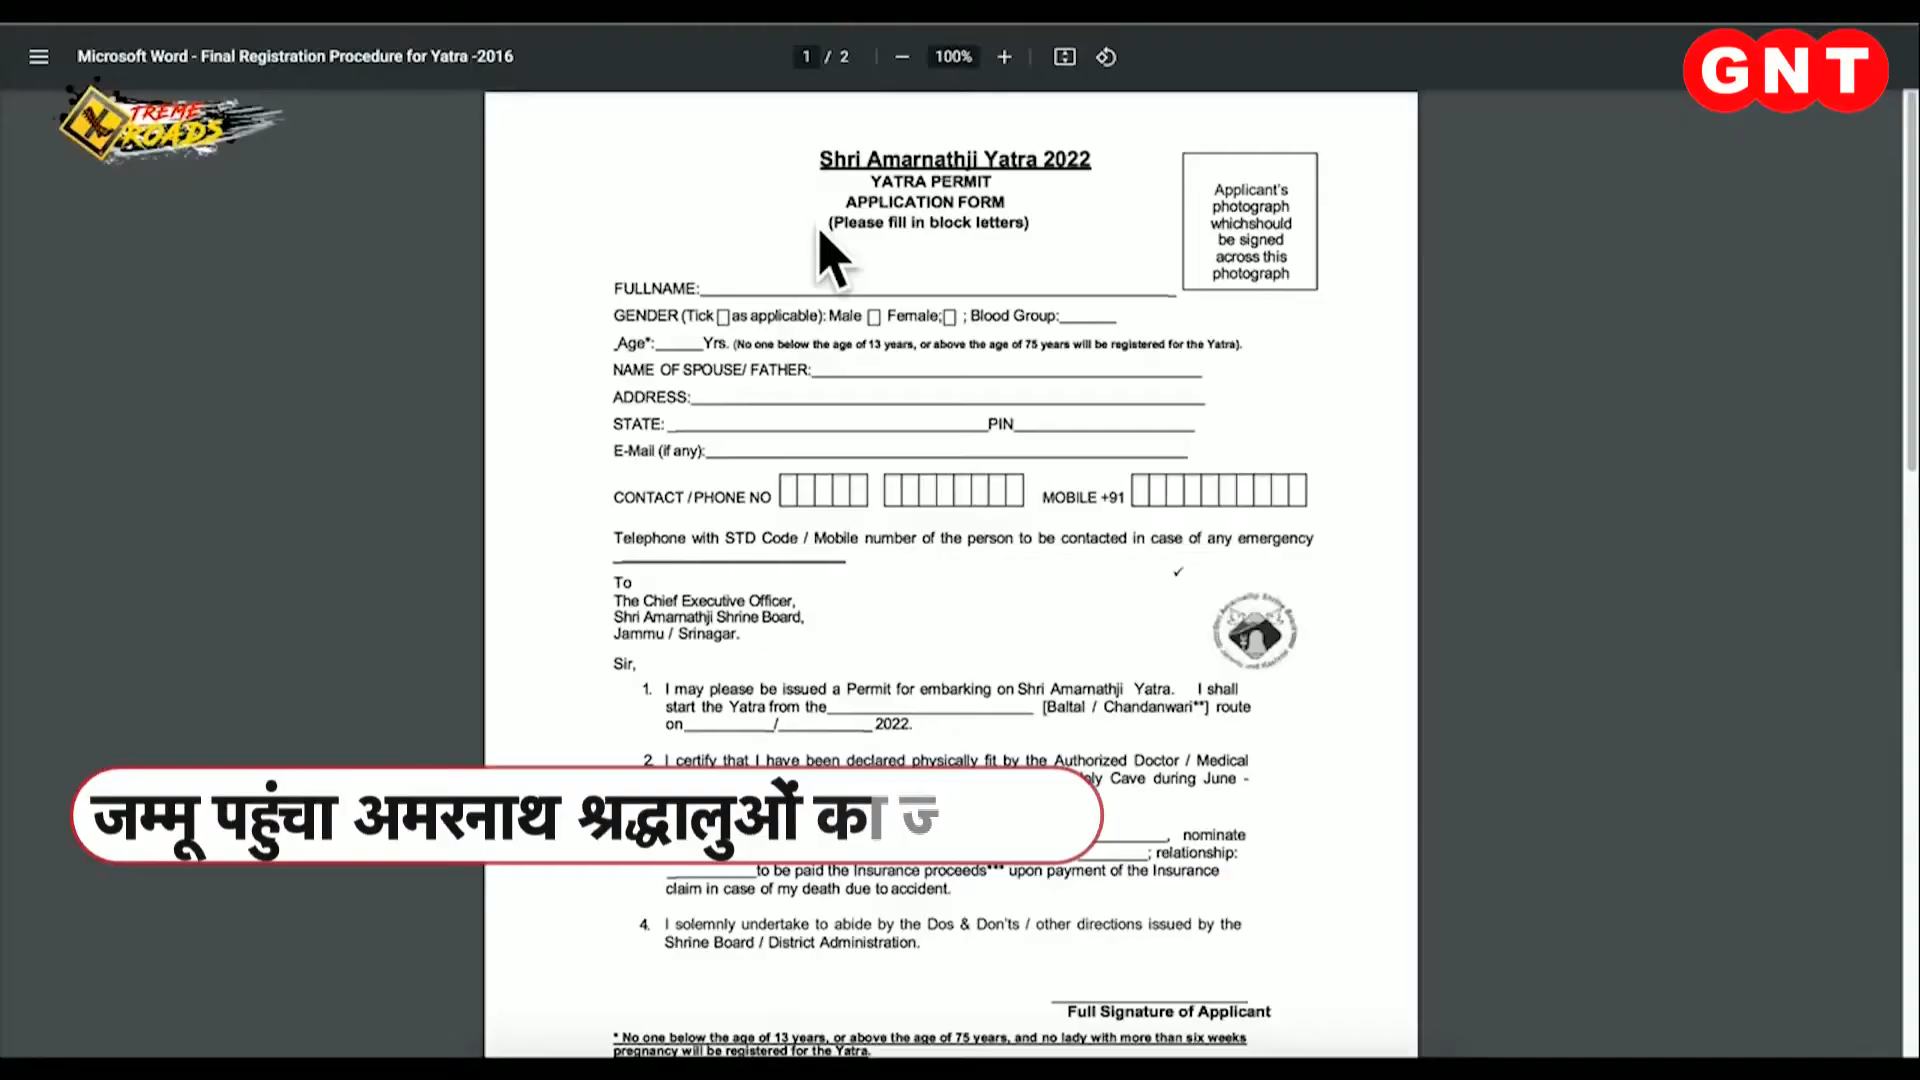 Microsoft Word - Final Registration Procedure for Yatra -2016
1 / 2
100%
GNT
XTREME
ROADS
Shri Amarnathji Yatra 2022
YATRA PERMIT
APPLICATION FORM
(Please fill in block letters)
Applicant's
photograph
whichshould
be signed
across this
photograph
FULLNAME:
GENDER (Tick as applicable): Male Female; ; Blood Group:
Age*: Yrs. (No one below the age of 13 years, or above the age of 75 years will be registered for the Yatra).
NAME OF SPOUSE/ FATHER:
ADDRESS:
STATE: PIN
E-Mail (if any):
CONTACT / PHONE NO MOBILE +91
Telephone with STD Code / Mobile number of the person to be contacted in case of any emergency
To
The Chief Executive Officer,
Shri Amarnathji Shrine Board,
Jammu / Srinagar.
Sir,
1. I may please be issued a Permit for embarking on Shri Amarnathji Yatra. I shall
start the Yatra from the [Baltal / Chandanwari**] route
on / 2022.
2. I certify that I have been declared physically fit by the Authorized Doctor / Medical
Cave during June -
जम्मू पहुंचा अमरनाथ श्रद्धालुओं का
, nominate
; relationship:
to be paid the Insurance proceeds*** upon payment of the Insurance
claim in case of my death due to accident.
4. I solemnly undertake to abide by the Dos & Don'ts / other directions issued by the
Shrine Board / District Administration.
Full Signature of Applicant
* No one below the age of 13 years, or above the age of 75 years, and no lady with more than six weeks
pregnancy will be registered for the Yatra.